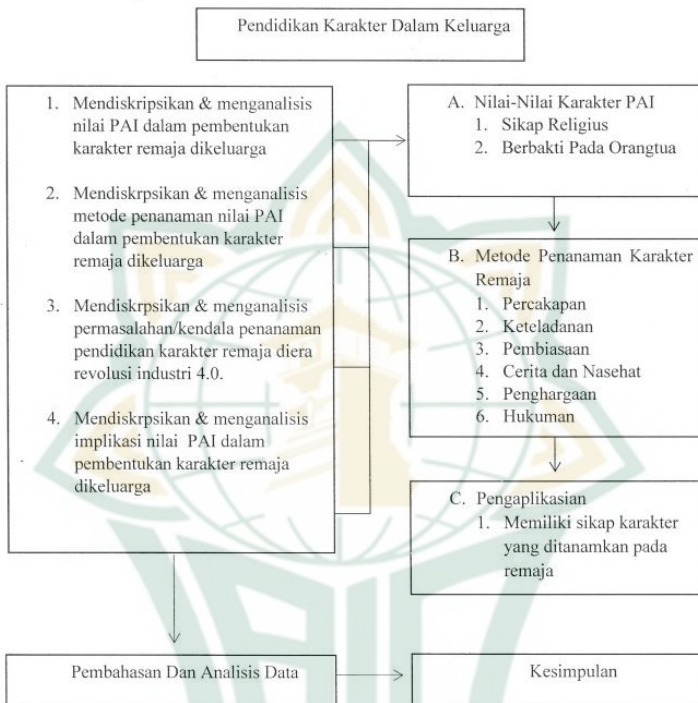 Pendidikan Karakter Dalam Keluarga
1. Mendiskripsikan & menganalisis
nilai PAI dalam pembentukan
karakter remaja dikeluarga
2. Mendiskrpsikan & menganalisis
metode penanaman nilai PAI
dalam pembentukan karakter
remaja dikeluarga
3. Mendiskrpsikan & menganalisis
permasalahan/kendala penanaman
pendidikan karakter remaja diera
revolusi industri 4.0.
4. Mendiskrpsikan & menganalisis
implikasi nilai PAI dalam
pembentukan karakter remaja
dikeluarga
A. Nilai-Nilai Karakter PAI
1. Sikap Religius
2. Berbakti Pada Orangtua
B. Metode Penanaman Karakter
Remaja
1. Percakapan
2. Keteladanan
3. Pembiasaan
4. Cerita dan Nasehat
5. Penghargaan
6. Hukuman
C. Pengaplikasian
1. Memiliki sikap karakter
yang ditanamkan pada
remaja
Pembahasan Dan Analisis Data
Kesimpulan